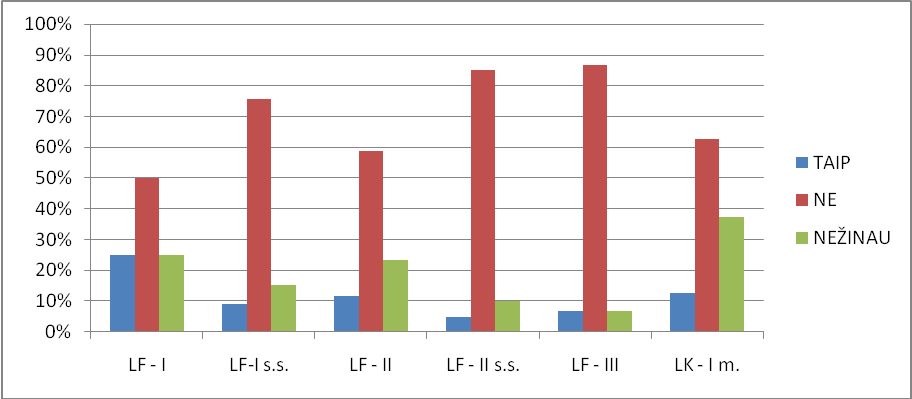 100%
90%
80%
70%
60%
50%
40%
30%
20%
10%
0%
LF - I
LF-I s.s.
LF - II
LF - II s.s.
LF - III
LK - I m.
TAIP
NE
NEŽINAU